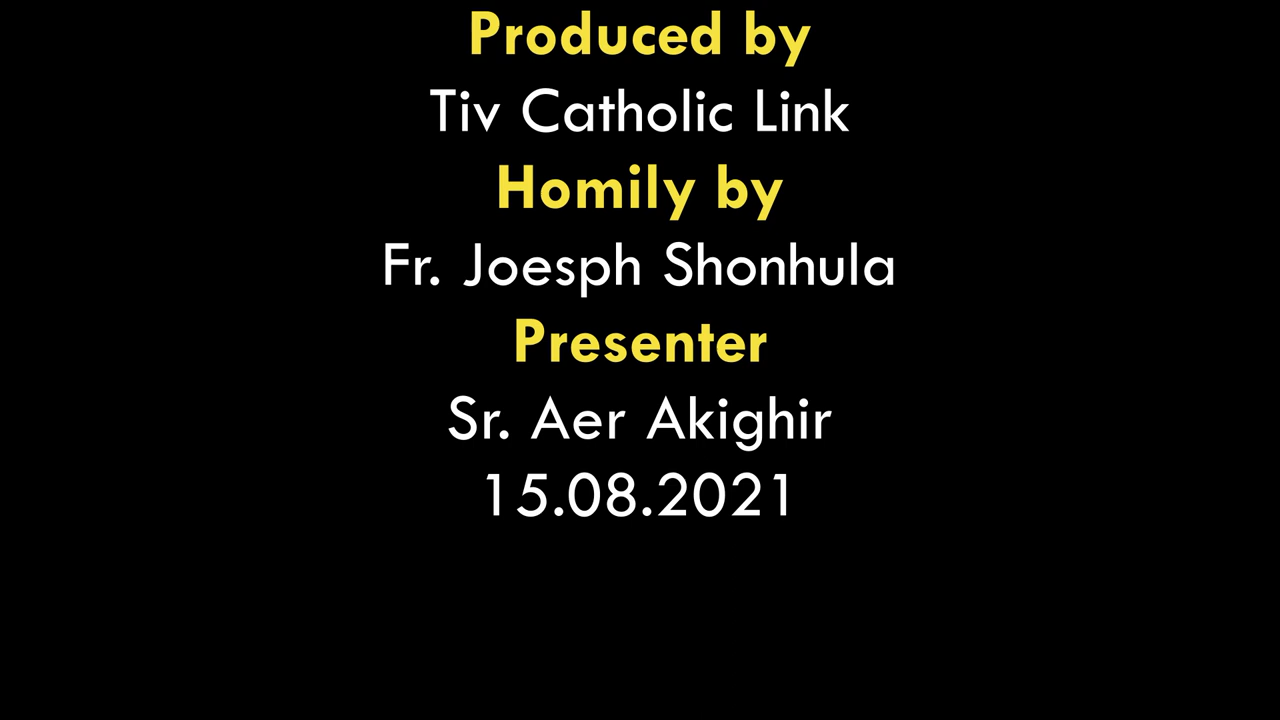 Produced by
Tiv Catholic Link
Homily by
Fr. Joesph Shonhula
Presenter
Sr. Aer Akighir
15.08.2021